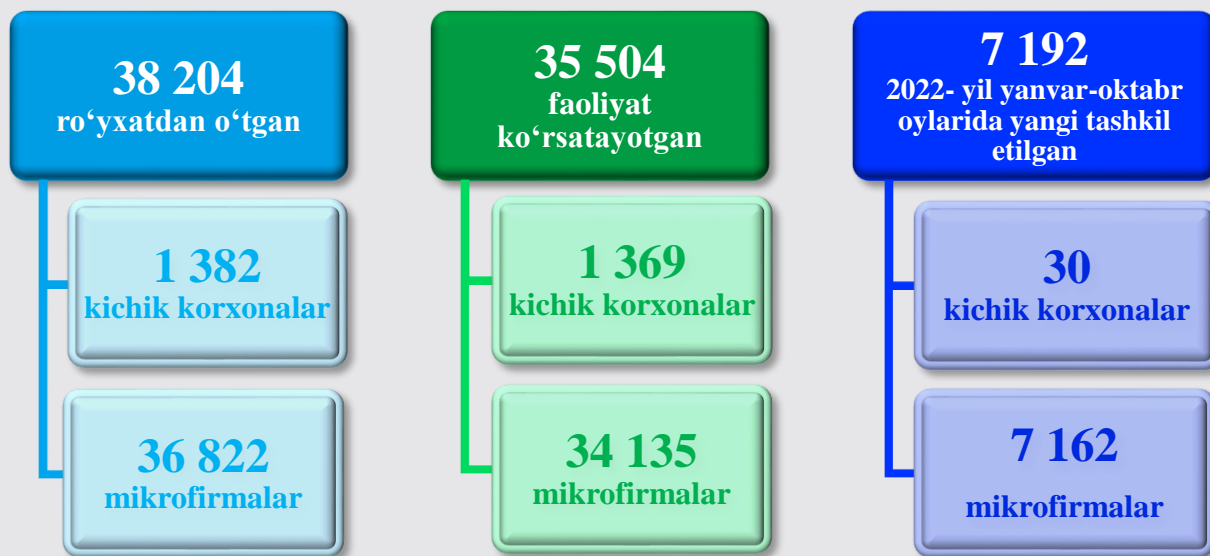 38 204
ro‘yxatdan o‘tgan
1 382
kichik korxonalar
36 822
mikrofirmalar
35 504
faoliyat
ko‘rsatayotgan
1 369
kichik korxonalar
34 135
mikrofirmalar
7 192
2022- yil yanvar-oktabr
oylarida yangi tashkil
etilgan
30
kichik korxonalar
7 162
mikrofirmalar